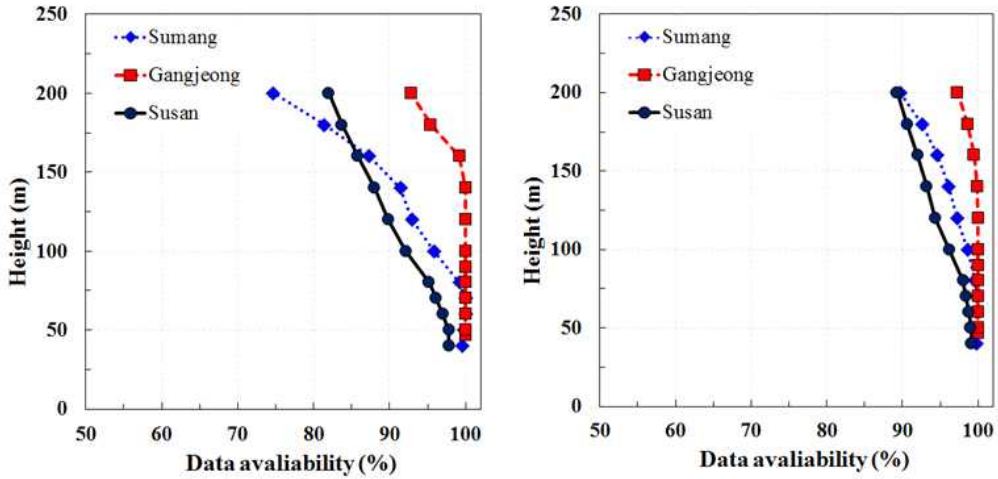 250
200
150
100
50
0
Height (m)
Sumang
Gangjeong
Susan
50 60 70 80 90 100
Data avaliability (%)
250
200
150
100
50
0
Height (m)
Sumang
Gangjeong
Susan
50 60 70 80 90 100
Data avaliability (%)